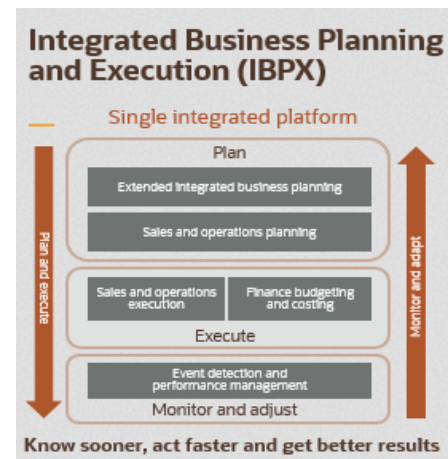 Integrated Business Planning
and Execution (IBPX)
Single integrated platform
Plan
Extended integrated business planning
Sales and operations planning
Plan and execute
Monitor and adapt
Sales and operations
execution
Finance budgeting
and costing
Execute
Event detection and
performance management
Monitor and adjust
Know sooner, act faster and get better results